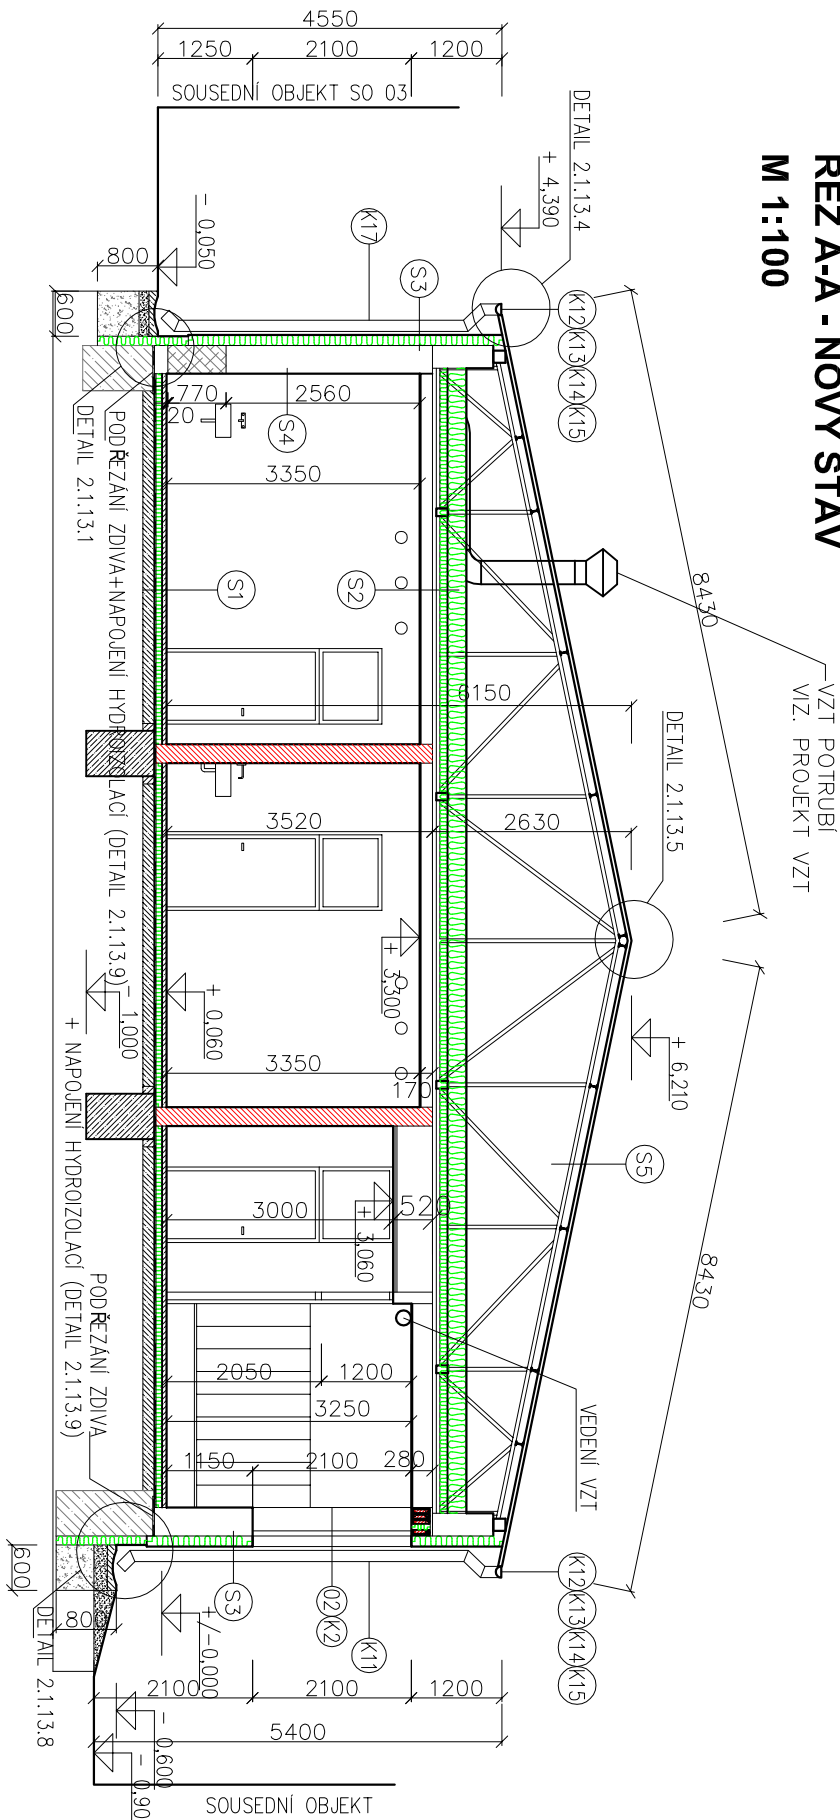 ŘEZ A-A - NOVÝ STAV
M 1:100
4550
1250
2100
1200
SOUSEDNÍ OBJEKT SO 03
DETAIL 2.1.13.4
+ 4,390
- 0,050
K17
S3
800
600
K12
K13
K14
K15
8430
VZT POTRUBÍ
VIZ. PROJEKT VZT
770
2560
20
S4
3350
DETAIL 2.1.13.1
PODŘEZÁNÍ ZDIVA+NAPOJENÍ HYDROIZOLACÍ (DETAIL 2.1.13.9)
S1
S2
6150
DETAIL 2.1.13.5
3520
2630
+ 3,300
- 1,000
+ 0,060
+ 6,210
3350
170
S5
3000
520
+ 3,060
8430
PODŘEZÁNÍ ZDIVA
+ NAPOJENÍ HYDROIZOLACÍ (DETAIL 2.1.13.9)
2050
1200
3250
VEDENÍ VZT
1150
2100
280
600
800
S3
02
K2
K11
K12
K13
K14
K15
DETAIL 2.1.13.8
+/-0,000
2100
2100
1200
5400
- 0,600
- 0,90
SOUSEDNÍ OBJEKT